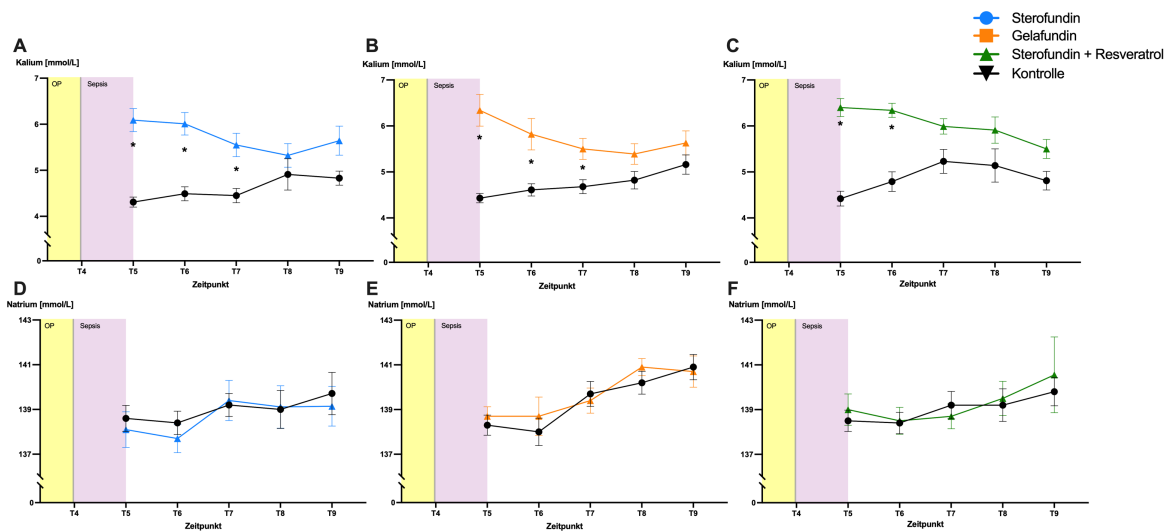 Sterofundin
Gelafundin
Sterofundin + Resveratrol
Kontrolle
A
Kalium [mmol/L]
7
6
5
4
0
OP
Sepsis
*
*
*
T4
T5
T6
T7
T8
T9
Zeitpunkt
B
Kalium [mmol/L]
7
6
5
4
0
OP
Sepsis
*
*
*
T4
T5
T6
T7
T8
T9
Zeitpunkt
C
Kalium [mmol/L]
7
6
5
4
0
OP
Sepsis
*
*
T4
T5
T6
T7
T8
T9
Zeitpunkt
D
Natrium [mmol/L]
143
141
139
137
0
OP
Sepsis
T4
T5
T6
T7
T8
T9
Zeitpunkt
E
Natrium [mmol/L]
143
141
139
137
0
OP
Sepsis
T4
T5
T6
T7
T8
T9
Zeitpunkt
F
Natrium [mmol/L]
143
141
139
137
0
OP
Sepsis
T4
T5
T6
T7
T8
T9
Zeitpunkt